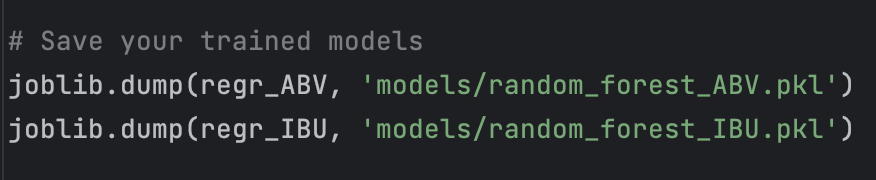 # Save your trained models
joblib.dump(regr_ABV, 'models/random_forest_ABV.pkl')
joblib.dump(regr_IBU, 'models/random_forest_IBU.pkl')